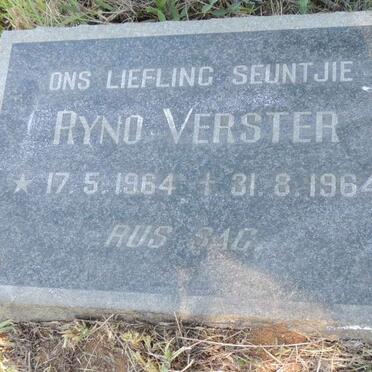 ONS LIEFLING SEUNTJIE
RYNO VERSTER
* 17.5.1964 † 31.8.1964
RUS SAG.